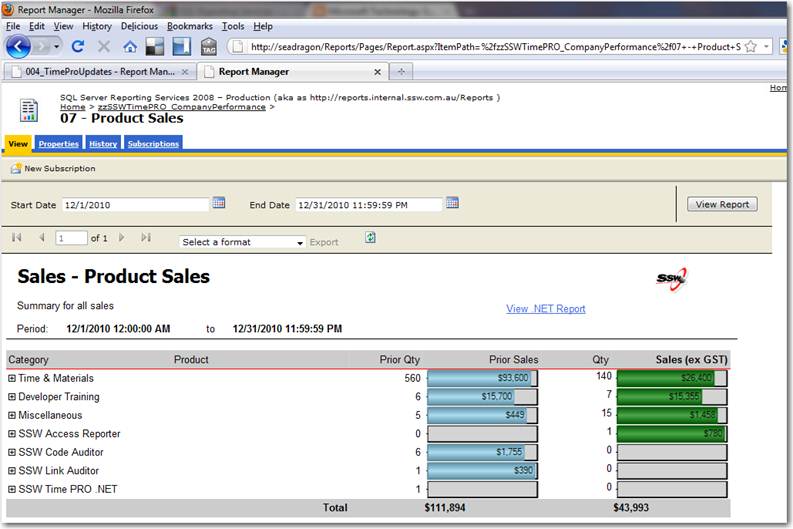 Report Manager - Mozilla Firefox
File Edit View History Delicious Bookmarks Tools Help
TAG http://seadragon/Reports/Pages/Report.aspx?ItemPath=%2fzzSSWTimePRO_CompanyPerformance%2f07+-+Product+S
004_TimeProUpdates - Report Man... Report Manager
Hom
SQL Server Reporting Services 2008 – Production (aka as http://reports.internal.ssw.com.au/Reports )
Home > zzSSWTimePRO_CompanyPerformance >
07 - Product Sales
View Properties History Subscriptions
New Subscription
Start Date 12/1/2010 End Date 12/31/2010 11:59:59 PM View Report
1 of 1 Select a format Export
Sales - Product Sales
SSW
Summary for all sales View .NET Report
Period: 12/1/2010 12:00:00 AM to 12/31/2010 11:59:59 PM
Category Product Prior Qty Prior Sales Qty Sales (ex GST)
Time & Materials 560 $93,600 140 $26,400
Developer Training 6 $15,700 7 $15,355
Miscellaneous 5 $449 15 $1,458
SSW Access Reporter 0 1 $780
SSW Code Auditor 6 $1,755 0
SSW Link Auditor 1 $390 0
SSW Time PRO .NET 1 0
Total $111,894 $43,993